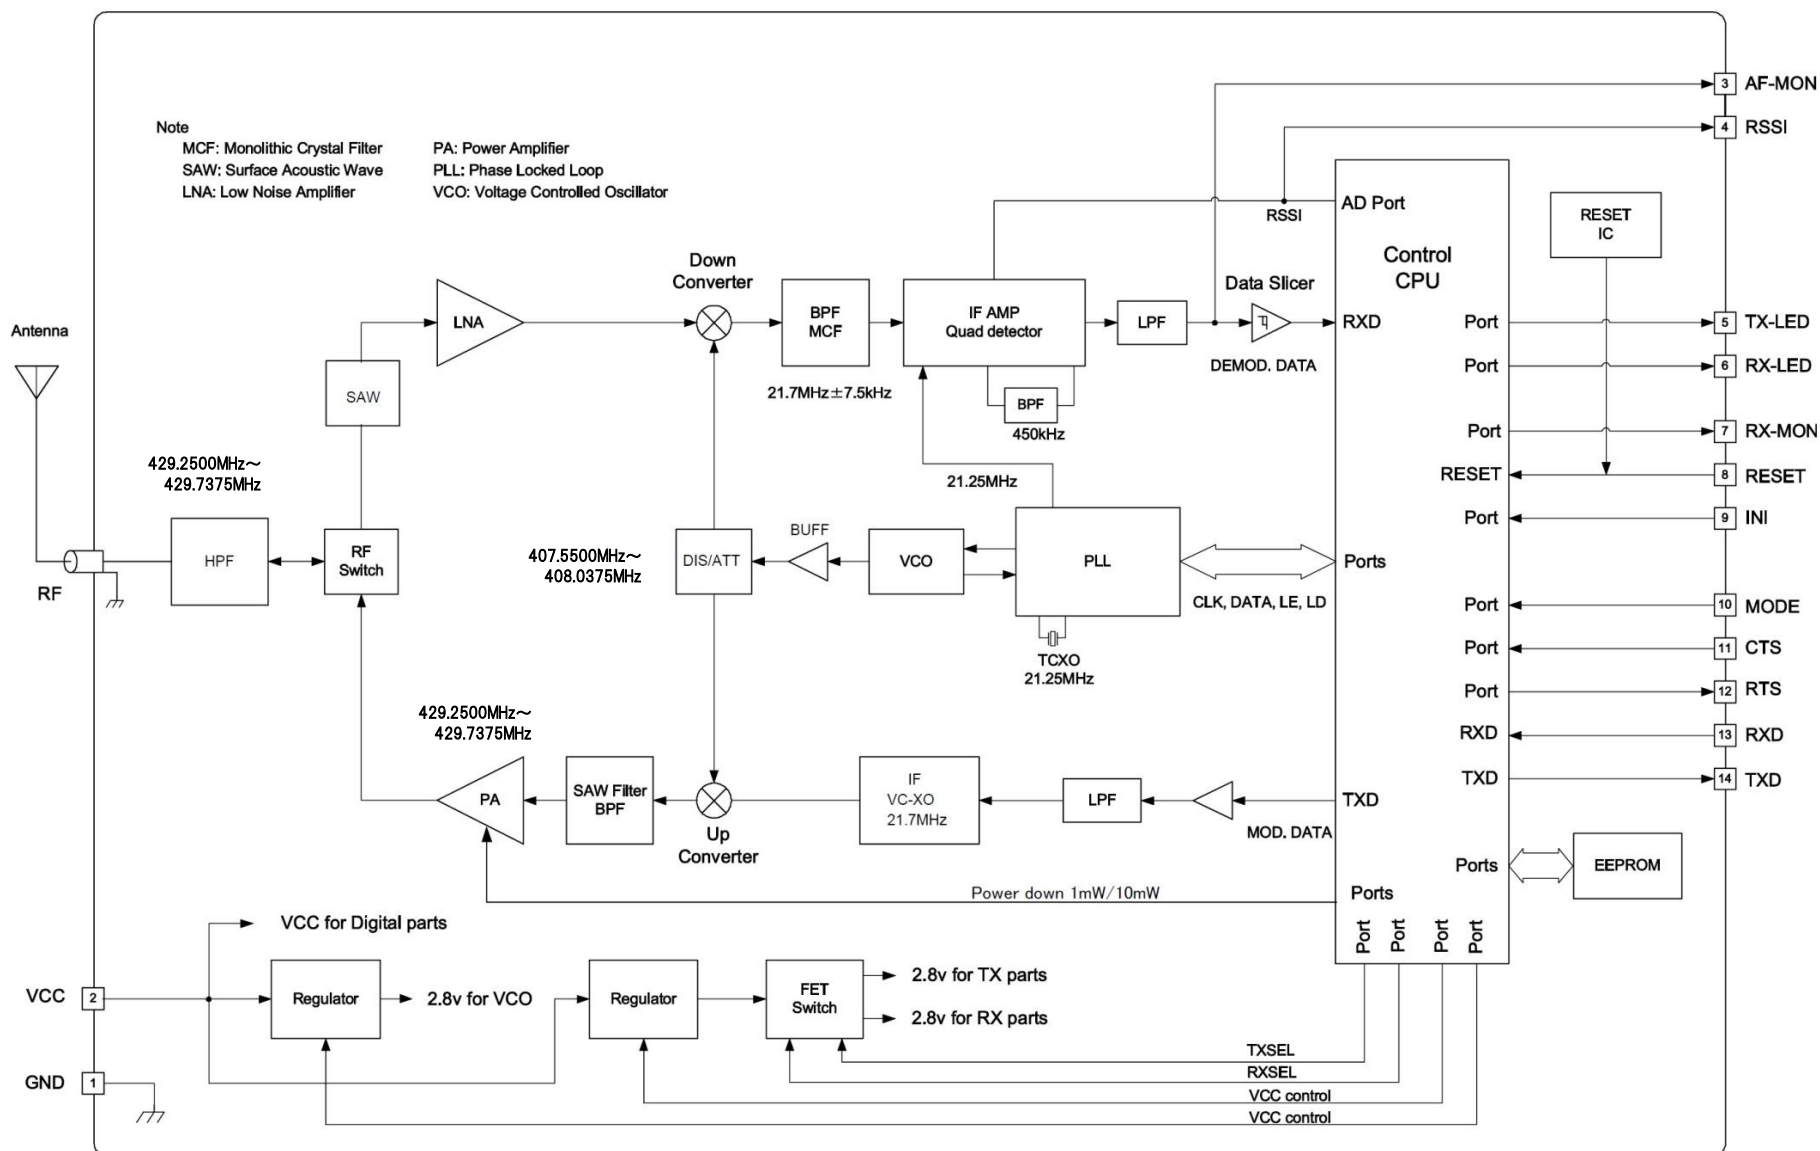 Note
MCF: Monolithic Crystal Filter
SAW: Surface Acoustic Wave
LNA: Low Noise Amplifier
PA: Power Amplifier
PLL: Phase Locked Loop
VCO: Voltage Controlled Oscillator
3 AF-MON
4 RSSI
RSSI
AD Port
Control
CPU
RESET
IC
Antenna
SAW
LNA
Down
Converter
BPF
MCF
21.7MHz±7.5kHz
IF AMP
Quad detector
BPF
450kHz
LPF
Data Slicer
DEMOD. DATA
RXD
Port
5 TX-LED
Port
6 RX-LED
Port
7 RX-MON
RESET
8 RESET
Port
9 INI
429.2500MHz～
429.7375MHz
RF
HPF
RF
Switch
407.5500MHz～
408.0375MHz
DIS/ATT
BUFF
VCO
21.25MHz
PLL
TCXO
21.25MHz
CLK, DATA, LE, LD
Ports
Port
10 MODE
Port
11 CTS
Port
12 RTS
RXD
13 RXD
TXD
14 TXD
429.2500MHz～
429.7375MHz
PA
SAW Filter
BPF
Up
Converter
IF
VC-XO
21.7MHz
LPF
MOD. DATA
TXD
Ports
EEPROM
Power down 1mW/10mW
Ports
Port
Port
Port
Port
VCC for Digital parts
VCC 2
Regulator
2.8v for VCO
Regulator
FET
Switch
2.8v for TX parts
2.8v for RX parts
GND 1
TXSEL
RXSEL
VCC control
VCC control